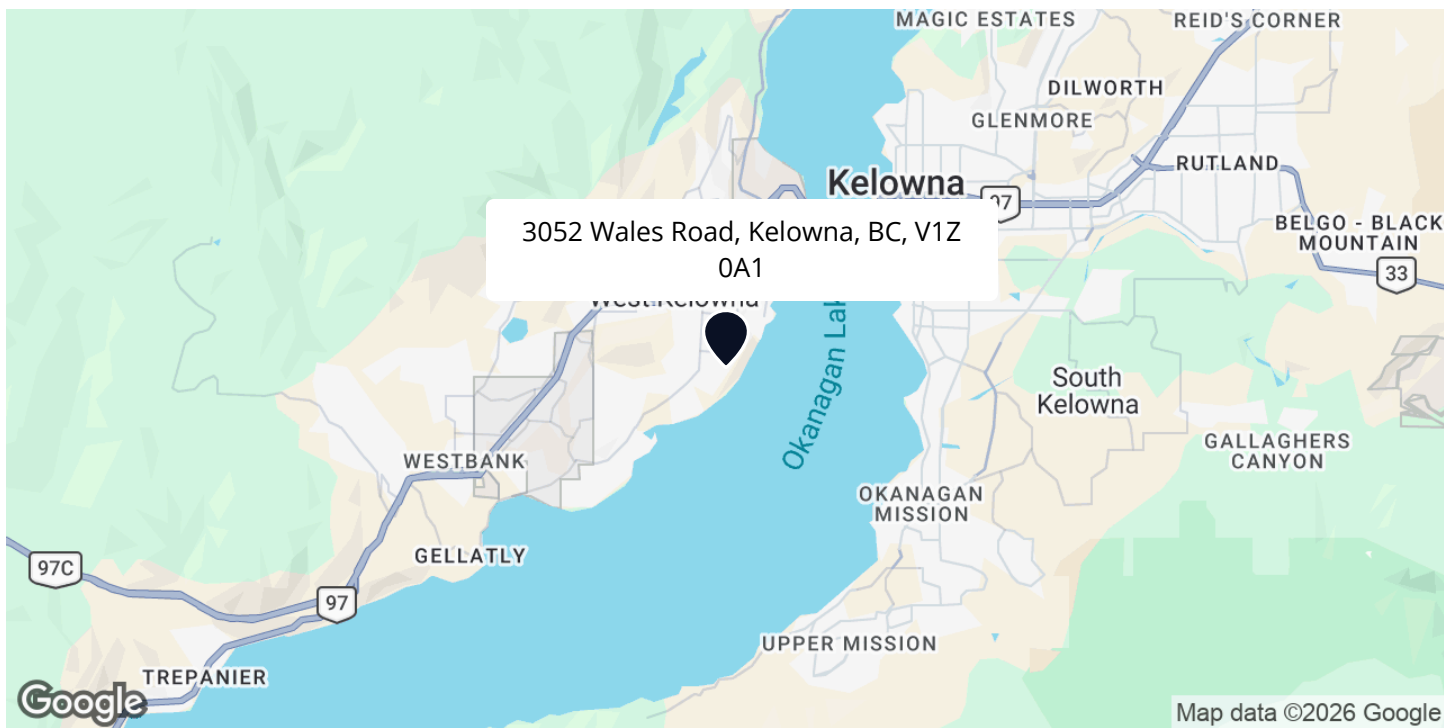 MAGIC ESTATES
REID'S CORNER
DILWORTH
GLENMORE
RUTLAND
Kelowna
97
BELGO - BLACK
MOUNTAIN
33
3052 Wales Road, Kelowna, BC, V1Z
0A1
West Kelowna
Okanagan Lak
South
Kelowna
GALLAGHERS
CANYON
WESTBANK
OKANAGAN
MISSION
GELLATLY
97C
97
UPPER MISSION
TREPANIER
Google
Map data ©2026 Google